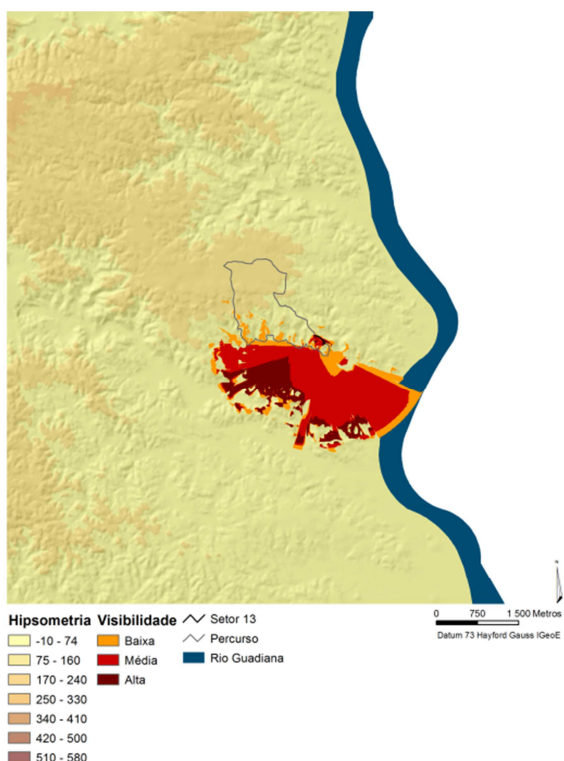 Hipsometria Visibilidade Setor 13
-10 - 74 Baixa Percurso
75 - 160 Média Rio Guadiana
170 - 240 Alta
250 - 330
340 - 410
420 - 500
510 - 580
0 750 1 500 Metros
Datum 73 Hayford Gauss IGeoE